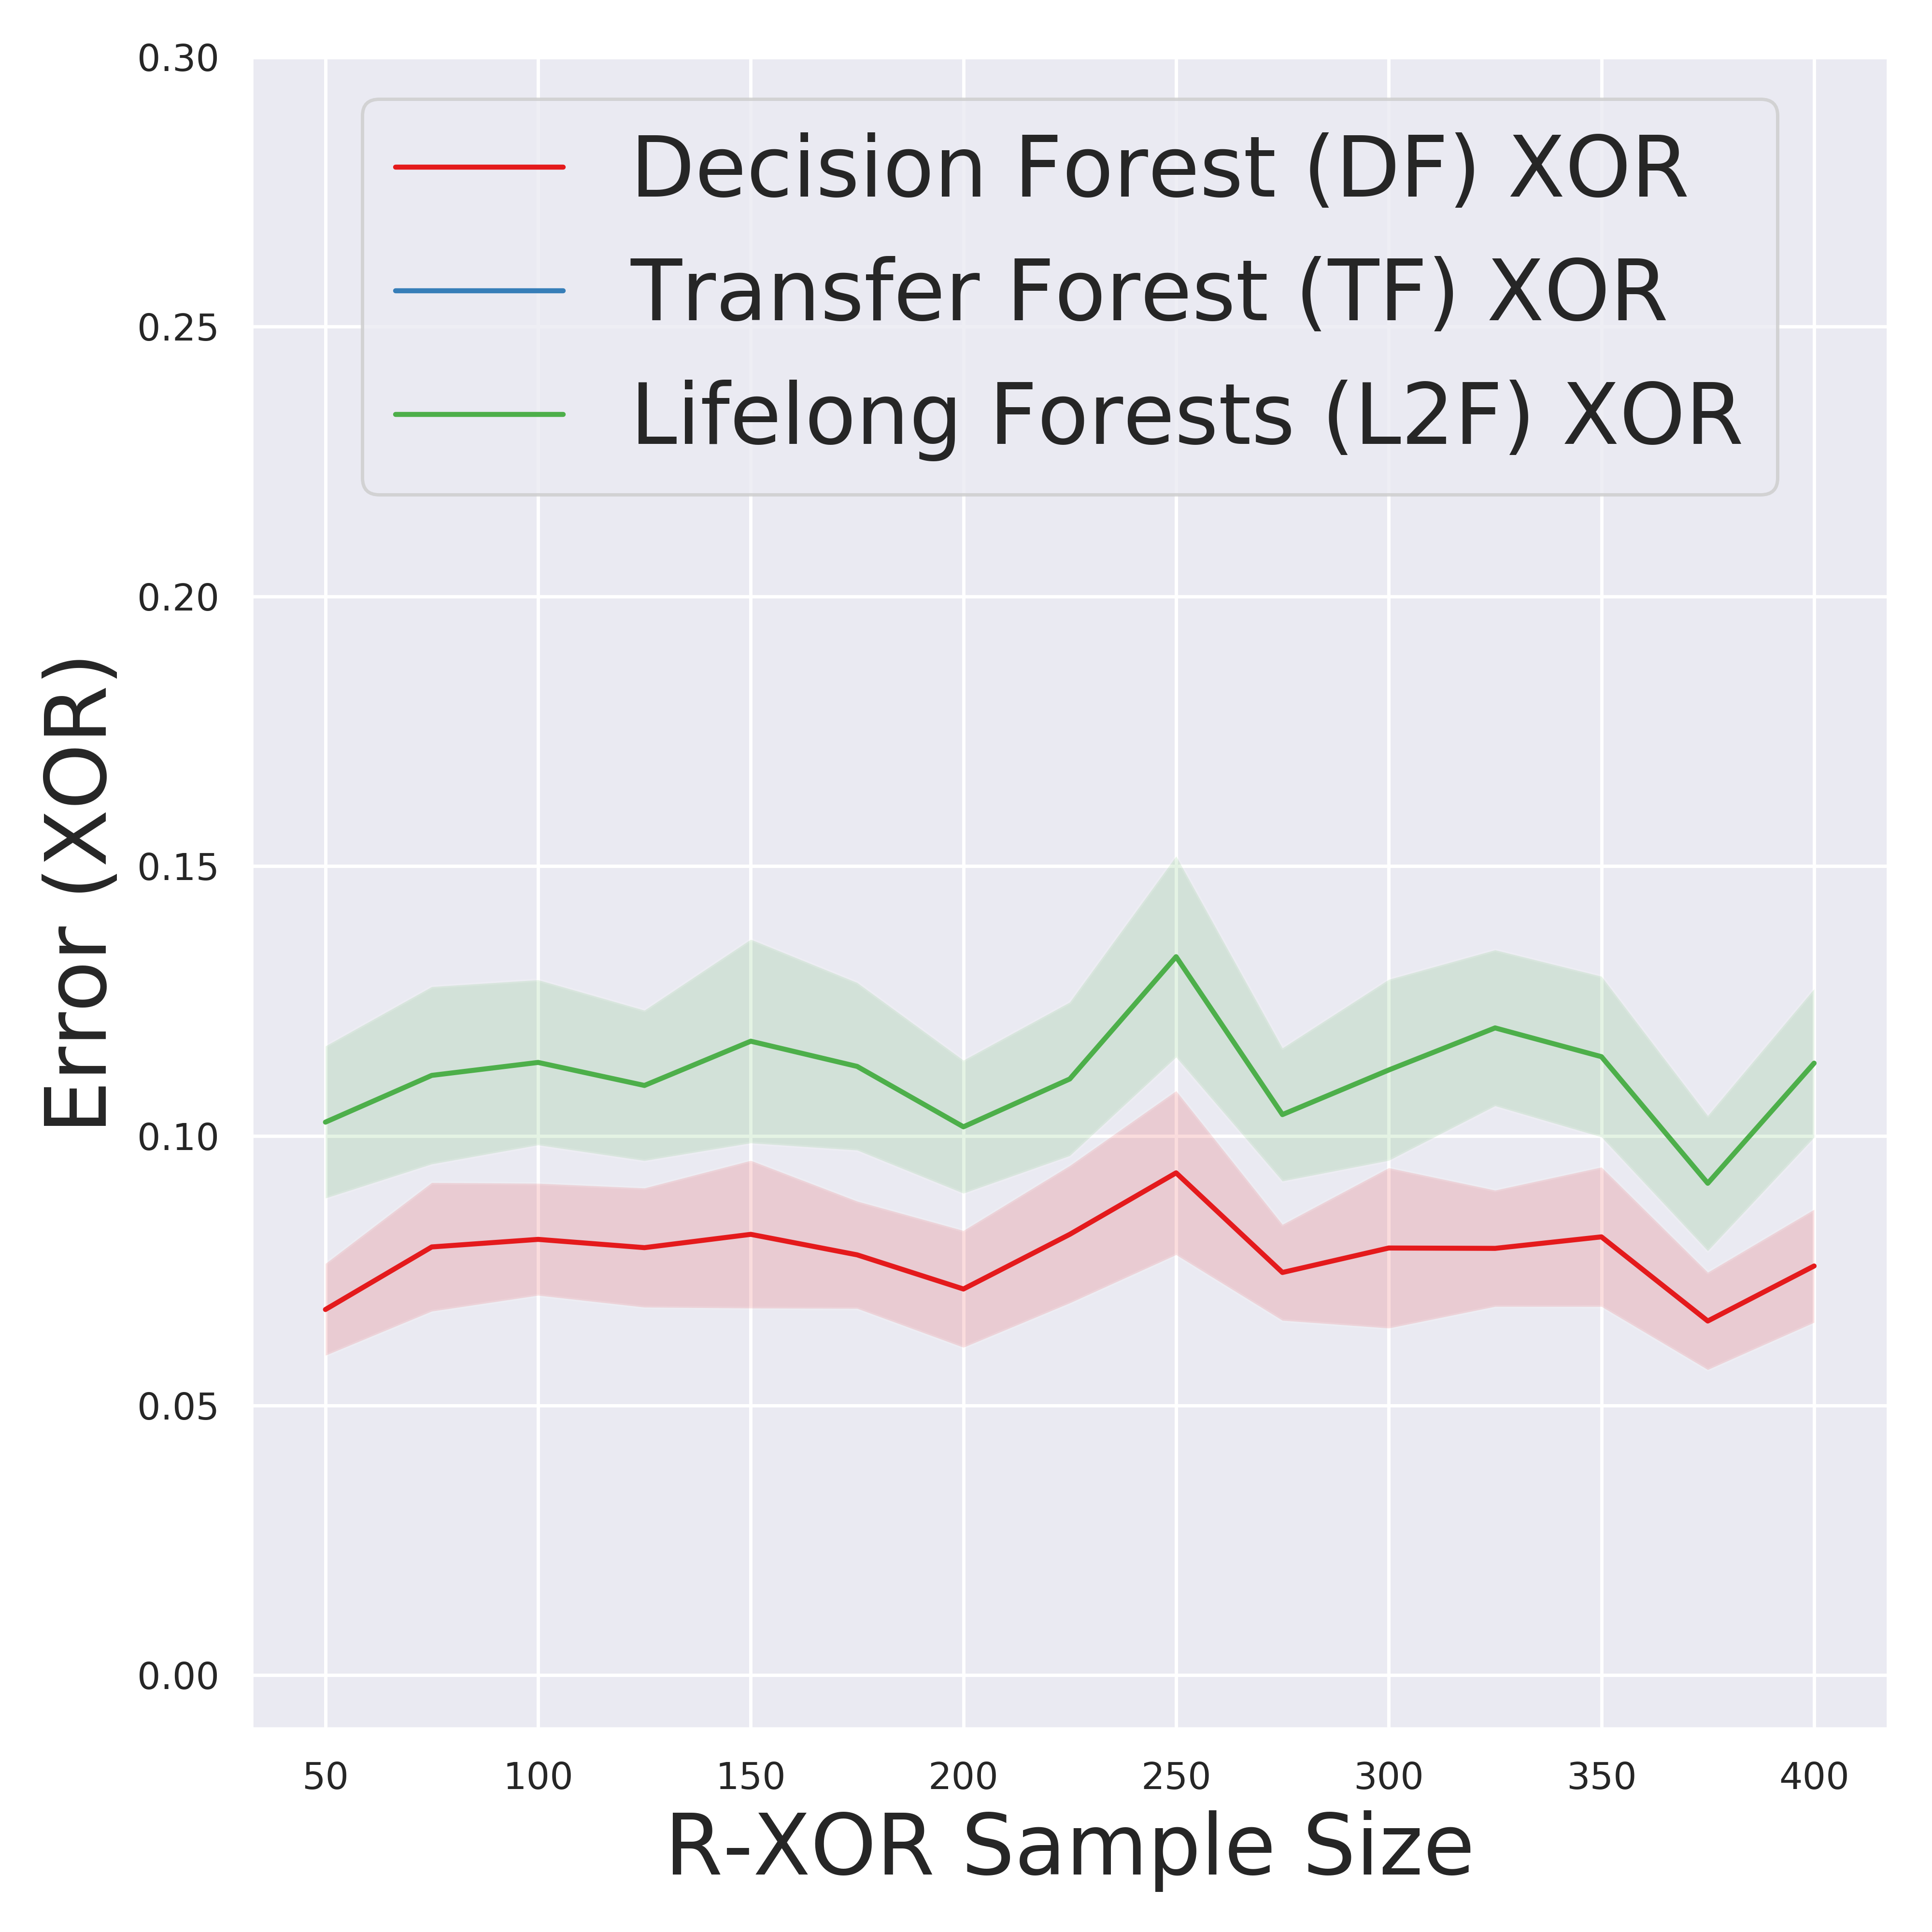 0.30
Decision Forest (DF) XOR
Transfer Forest (TF) XOR
0.25
Lifelong Forests (L2F) XOR
0.20
Error (XOR)
0.15
0.10
0.05
0.00
50 100 150 200 250 300 350 400
R-XOR Sample Size